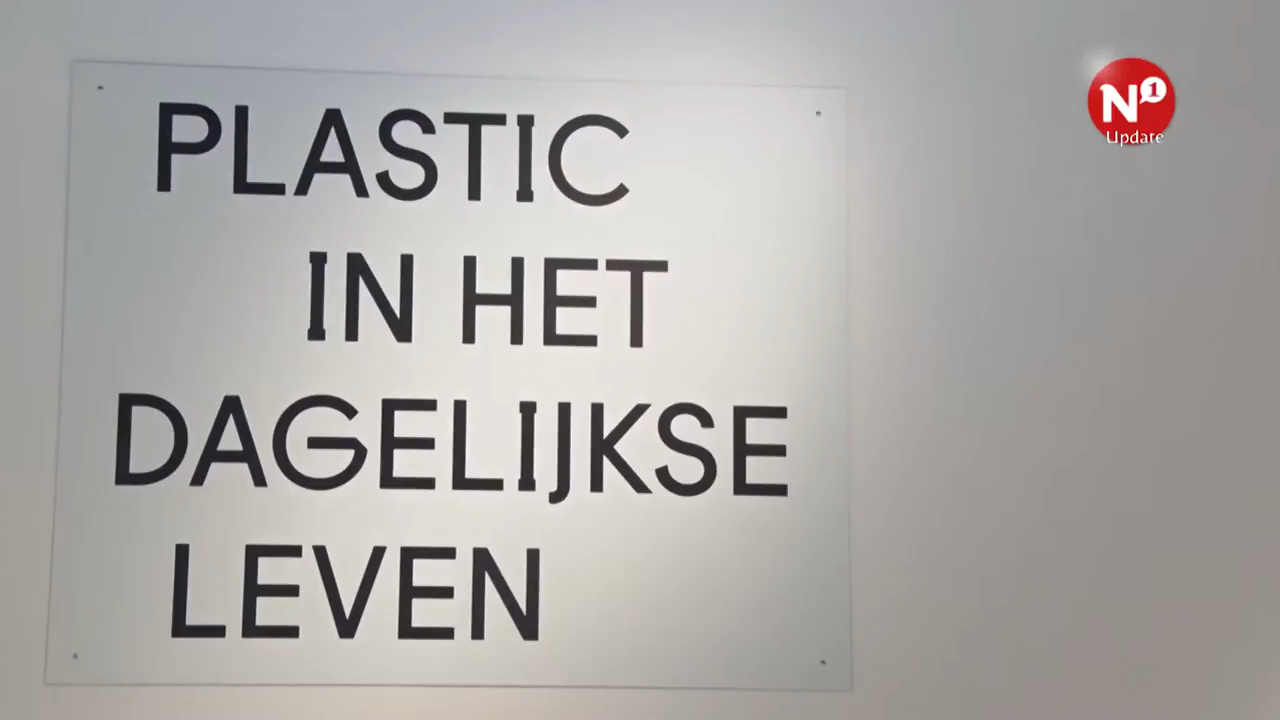 PLASTIC
IN HET
DAGELIJKSE
LEVEN
N1
Update